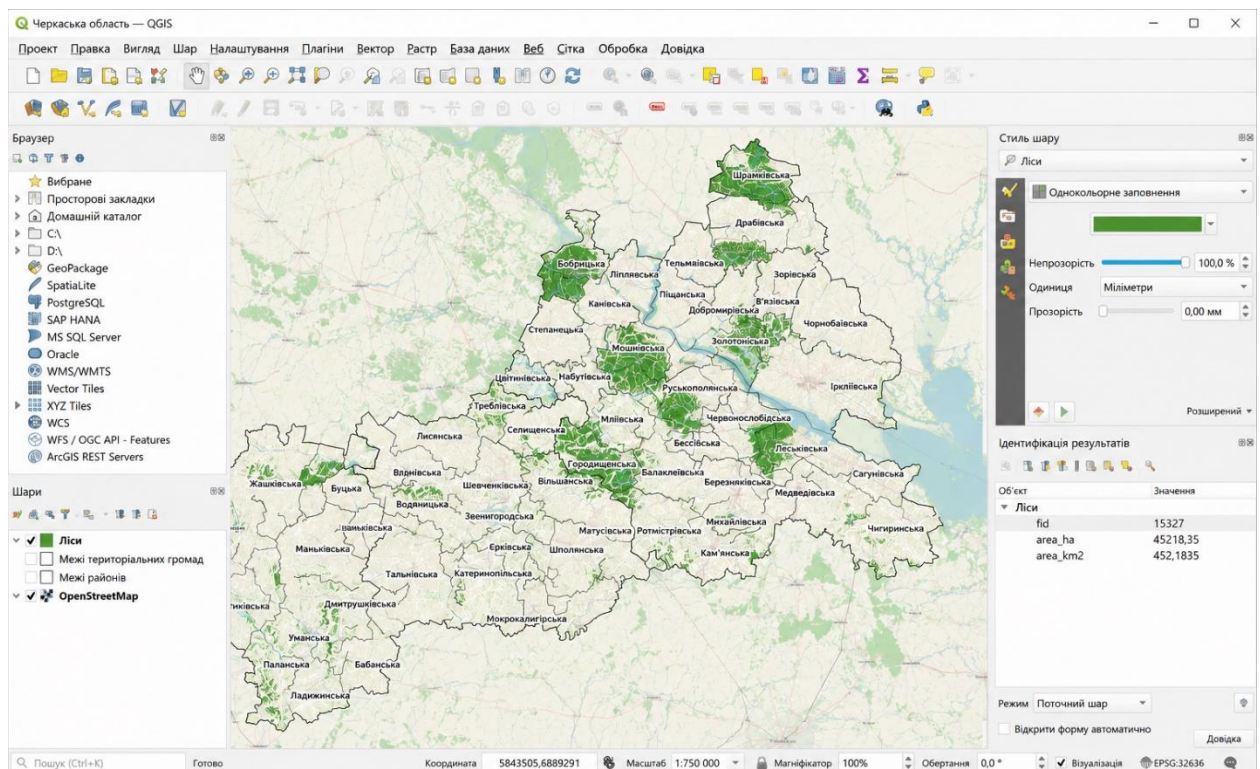 Черкаська область — QGIS
Проект Правка Вигляд Шар Налаштування Плагіни Вектор Растр База даних Веб Сітка Обробка Довідка
Браузер
Вибране
Просторові закладки
Домашній каталог
C:\
D:\
GeoPackage
SpatiaLite
PostgreSQL
SAP HANA
MS SQL Server
Oracle
WMS/WMTS
Vector Tiles
XYZ Tiles
WCS
WFS / OGC API - Features
ArcGIS REST Servers
Шари
Ліси
Межі територіальних громад
Межі районів
OpenStreetMap
Шрамківська
Драбівська
Бобрицька
Ліплявська
Тельмаівська
Зорівська
Піщанська
В'язівська
Канівська
Добромирівська
Чорнобаївська
Степанецька
Мошнівська
Золотоніська
Цвітинівська
Набутівська
Руськополянська
Іркліівська
Треблівська
Мліївська
Червонослобідська
Лисянська
Селищенська
Бессібська
Леськівська
Городищенська
Балаклеївська
Сагунівська
Жашківська
Буцька
Вільшанська
Березняківська
Шевченківська
Медведівська
Водяницька
Звенигородська
Михайлівська
Чигиринська
Ваньківська
Матусівська
Ротмістрівська
Маньківська
Єрківська
Шполянська
Кам'янська
Тальнівська
Катеринопільська
тиківська
Дмитрушківська
Мокрокалигірська
Уманська
Паланська
Бабанська
Ладижинська
Стиль шару
Ліси
Однокольорне заповнення
Непрозорість 100,0 %
Одиниця Міліметри
Прозорість 0,00 мм
Розширений
Ідентифікація результатів
Об'єкт Значення
Ліси
fid 15327
area_ha 45218,35
area_km2 452,1835
Режим Поточний шар
Відкрити форму автоматично
Довідка
Пошук (Ctrl+K) Готово Координата 5843505,6889291 Масштаб 1:750 000 Магніфікатор 100% Обертання 0,0 ° Візуалізація EPSG:32636